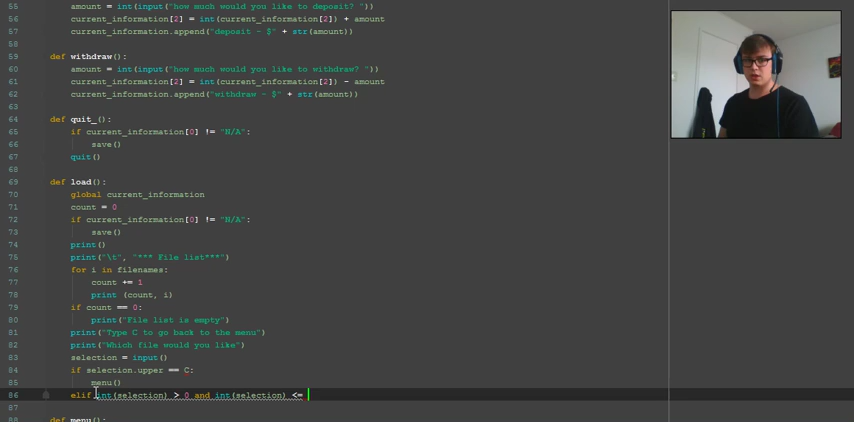 55 amount = int(input("how much would you like to deposit? "))
56 current_information[2] = int(current_information[2]) + amount
57 current_information.append("deposit - $" + str(amount))
58
59 def withdraw():
60 amount = int(input("how much would you like to withdraw? "))
61 current_information[2] = int(current_information[2]) - amount
62 current_information.append("withdraw - $" + str(amount))
63
64 def quit_():
65 if current_information[0] != "N/A":
66 save()
67 quit()
68
69 def load():
70 global current_information
71 count = 0
72 if current_information[0] != "N/A":
73 save()
74 print()
75 print("\t", "*** File list***")
76 for i in filenames:
77 count += 1
78 print (count, i)
79 if count == 0:
80 print("File list is empty")
81 print("Type C to go back to the menu")
82 print("Which file would you like")
83 selection = input()
84 if selection.upper == C:
85 menu()
86 elif int(selection) > 0 and int(selection) <=
87
88 def menu():